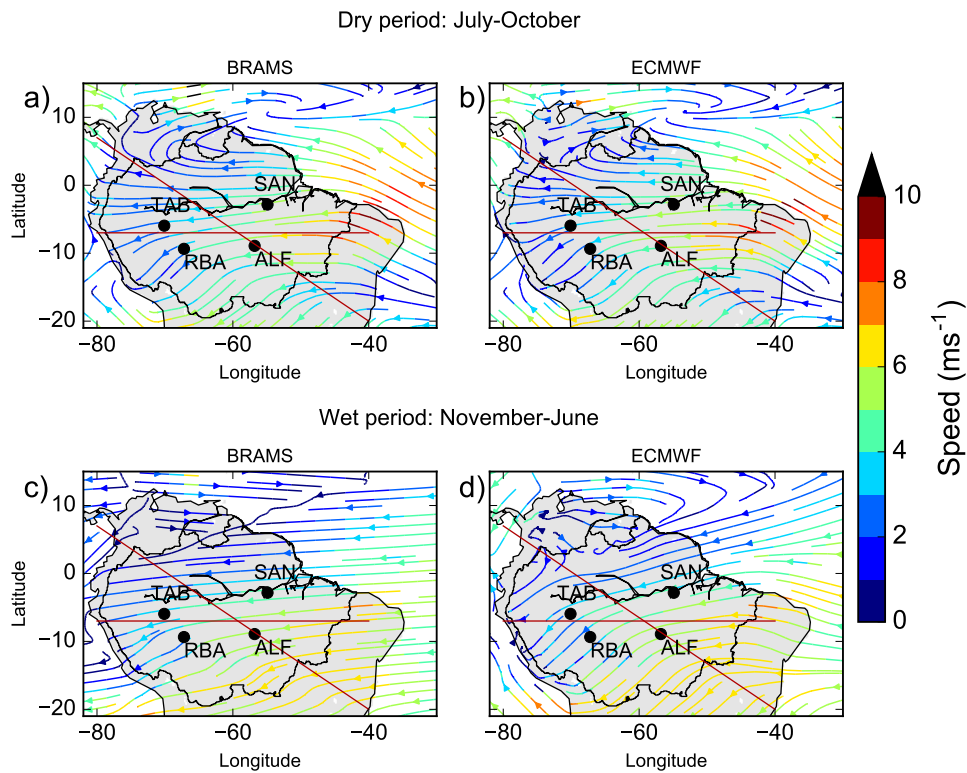 Dry period: July-October
BRAMS
ECMWF
a)
b)
10
0
−10
−20
Latitude
SAN
TAB
RBA
ALF
SAN
TAB
RBA
ALF
−80
−60
−40
−80
−60
−40
Longitude
Longitude
10
8
6
4
2
0
Speed (ms⁻¹)
Wet period: November-June
BRAMS
ECMWF
c)
d)
10
0
−10
−20
Latitude
SAN
TAB
RBA
ALF
SAN
TAB
RBA
ALF
−80
−60
−40
−80
−60
−40
Longitude
Longitude